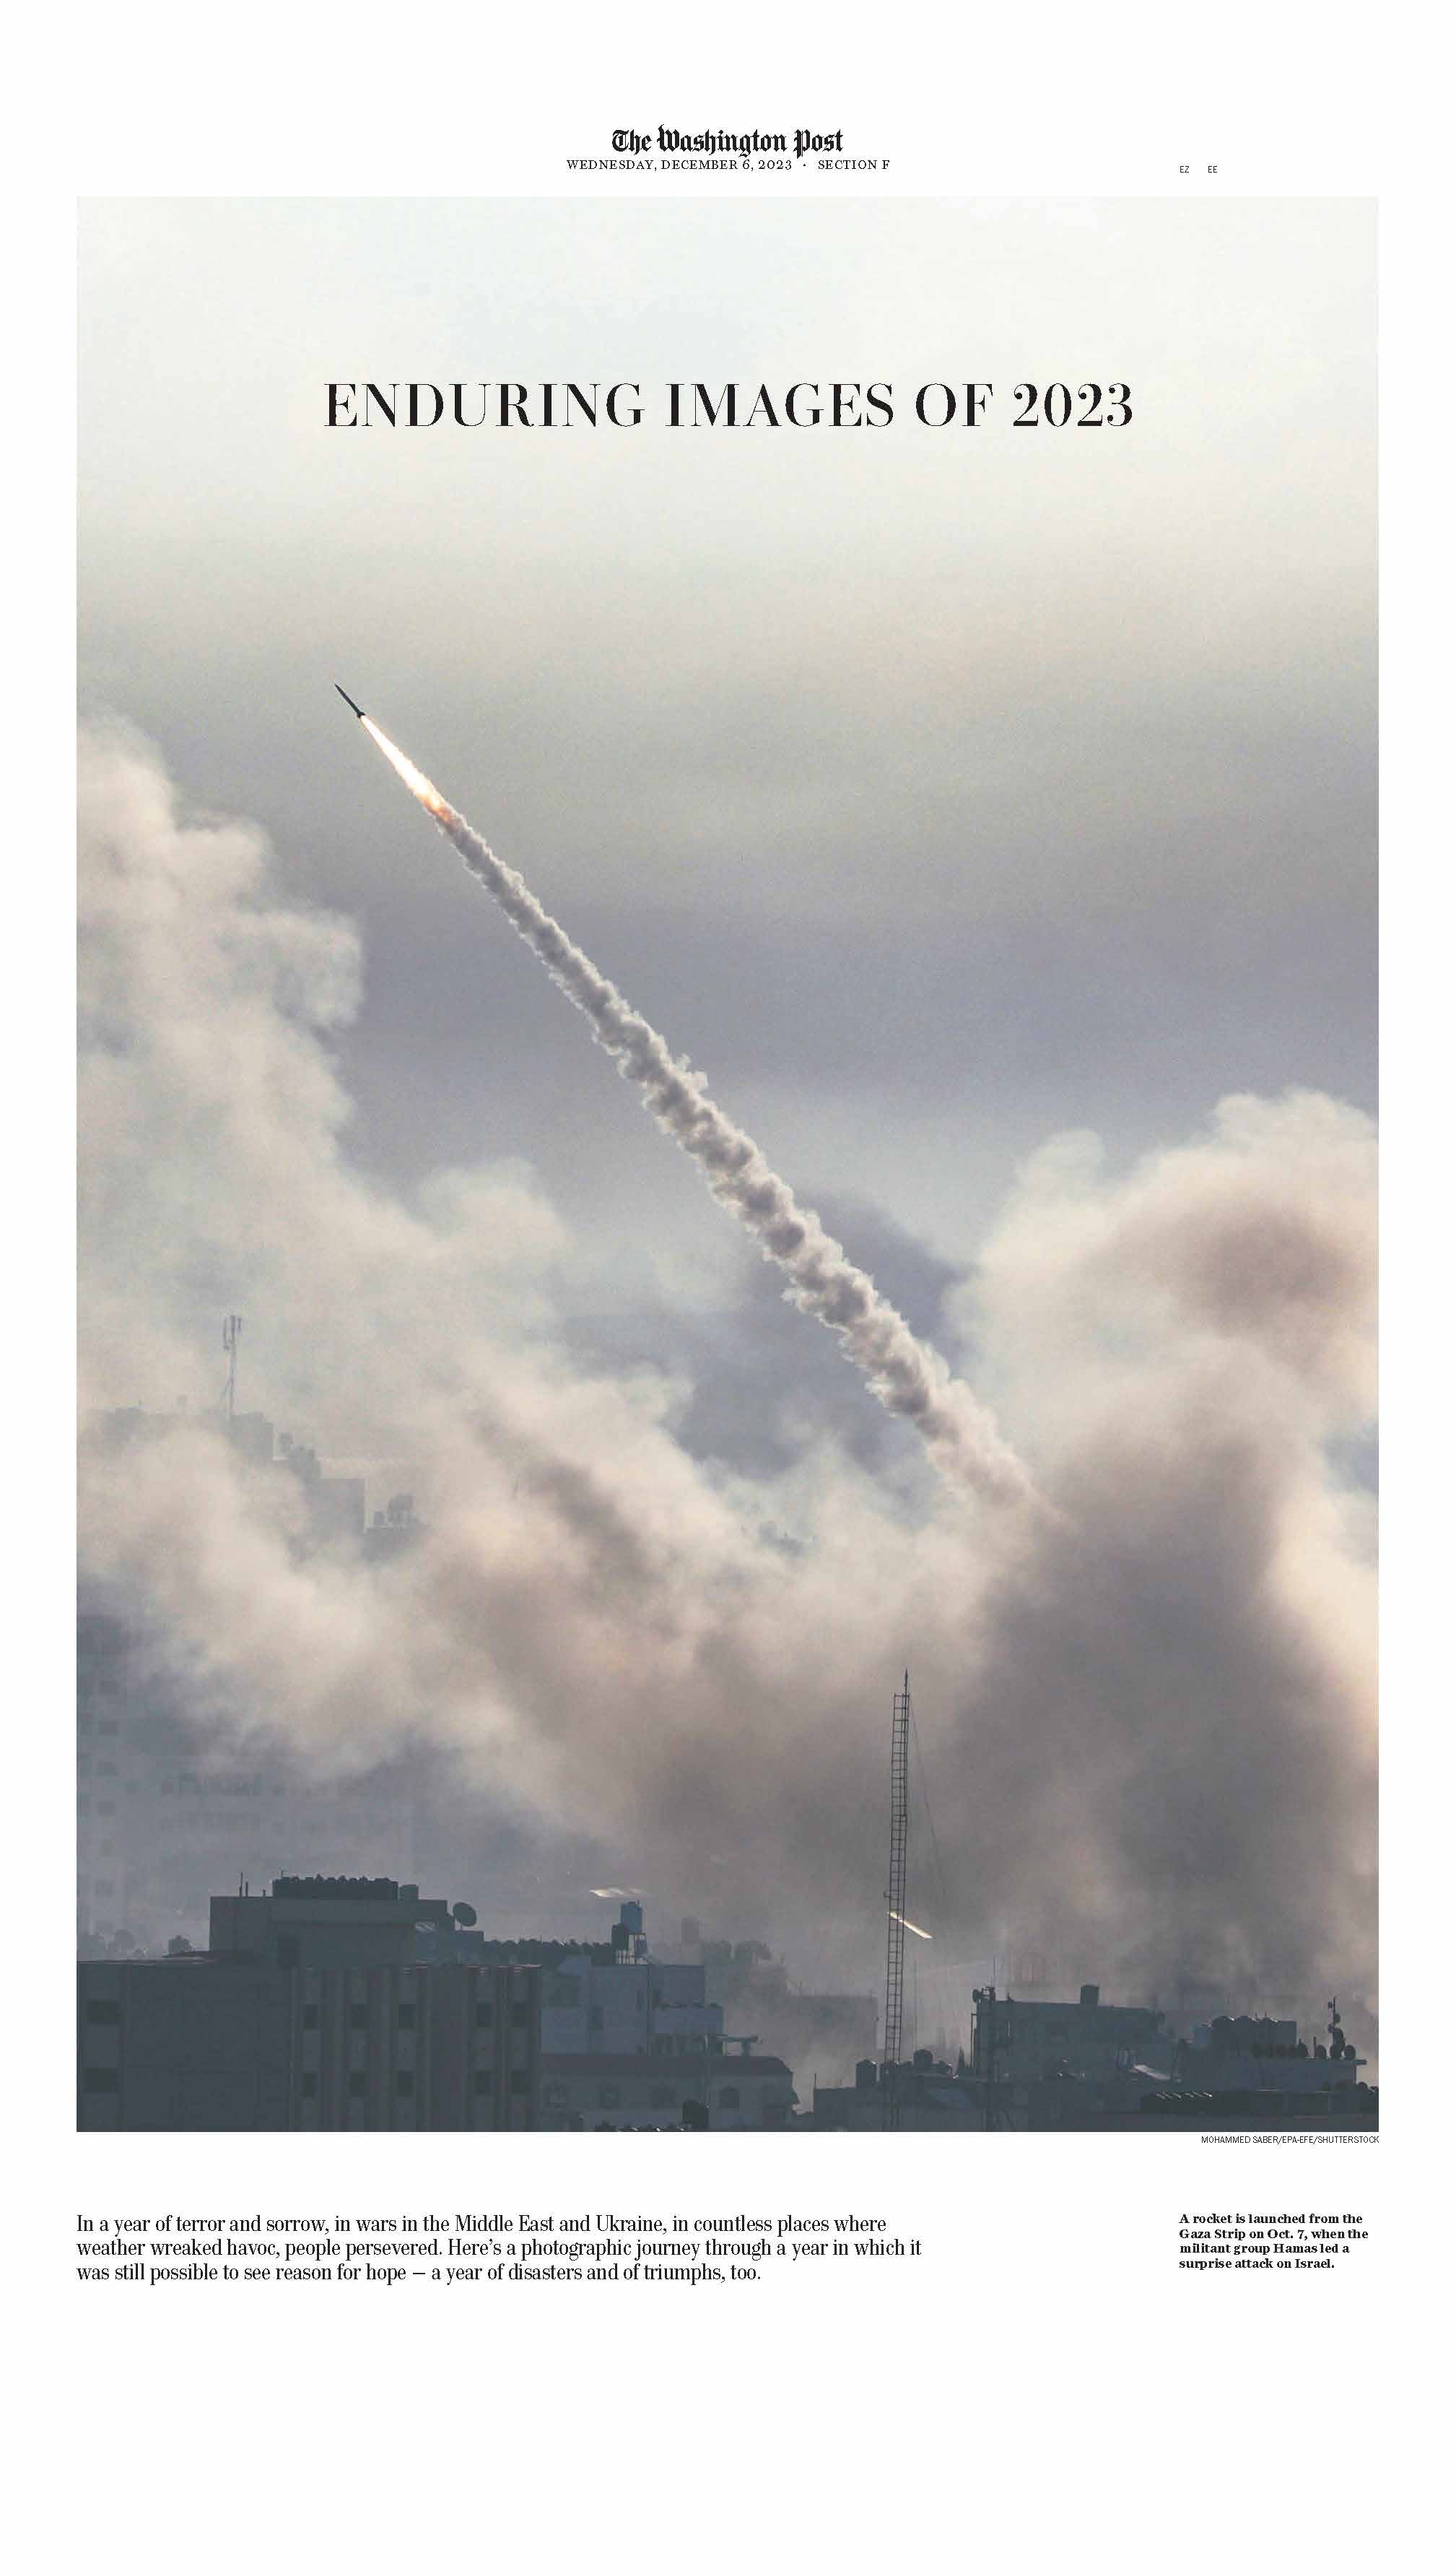 The Washington Post
WEDNESDAY, DECEMBER 6, 2023 · SECTION F
EZ EE
ENDURING IMAGES OF 2023
MOHAMMED SABER/EPA-EFE/SHUTTERSTOCK
In a year of terror and sorrow, in wars in the Middle East and Ukraine, in countless places where
weather wreaked havoc, people persevered. Here’s a photographic journey through a year in which it
was still possible to see reason for hope — a year of disasters and of triumphs, too.
A rocket is launched from the
Gaza Strip on Oct. 7, when the
militant group Hamas led a
surprise attack on Israel.